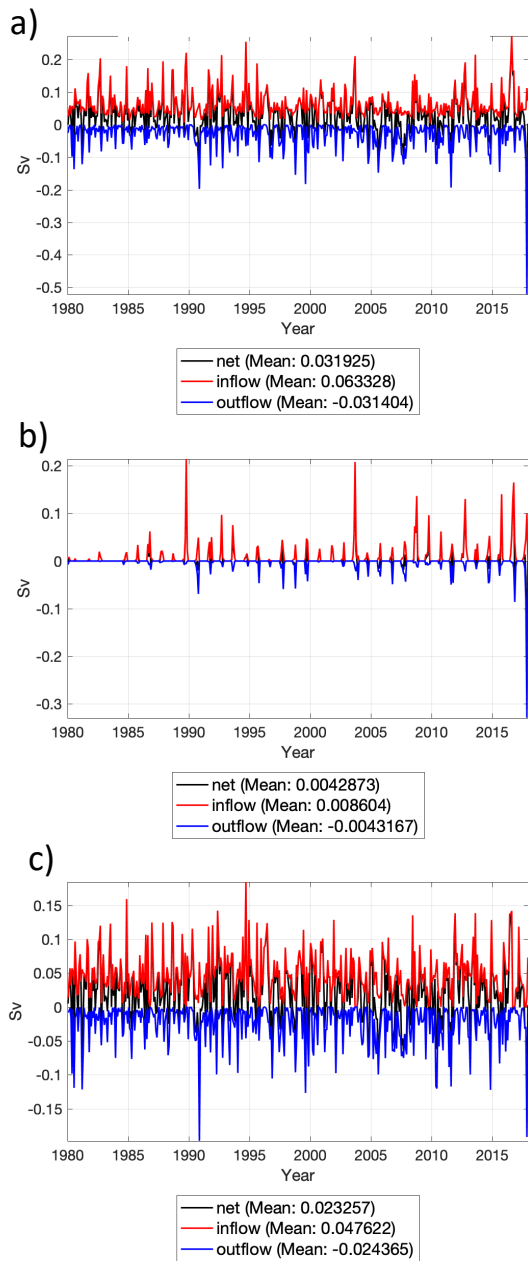 a)
0.2
0.1
0
-0.1
-0.2
-0.3
-0.4
-0.5
Sv
1980 1985 1990 1995 2000 2005 2010 2015
Year
net (Mean: 0.031925)
inflow (Mean: 0.063328)
outflow (Mean: -0.031404)
b)
0.2
0.1
0
-0.1
-0.2
-0.3
Sv
1980 1985 1990 1995 2000 2005 2010 2015
Year
net (Mean: 0.0042873)
inflow (Mean: 0.008604)
outflow (Mean: -0.0043167)
c)
0.15
0.1
0.05
0
-0.05
-0.1
-0.15
Sv
1980 1985 1990 1995 2000 2005 2010 2015
Year
net (Mean: 0.023257)
inflow (Mean: 0.047622)
outflow (Mean: -0.024365)